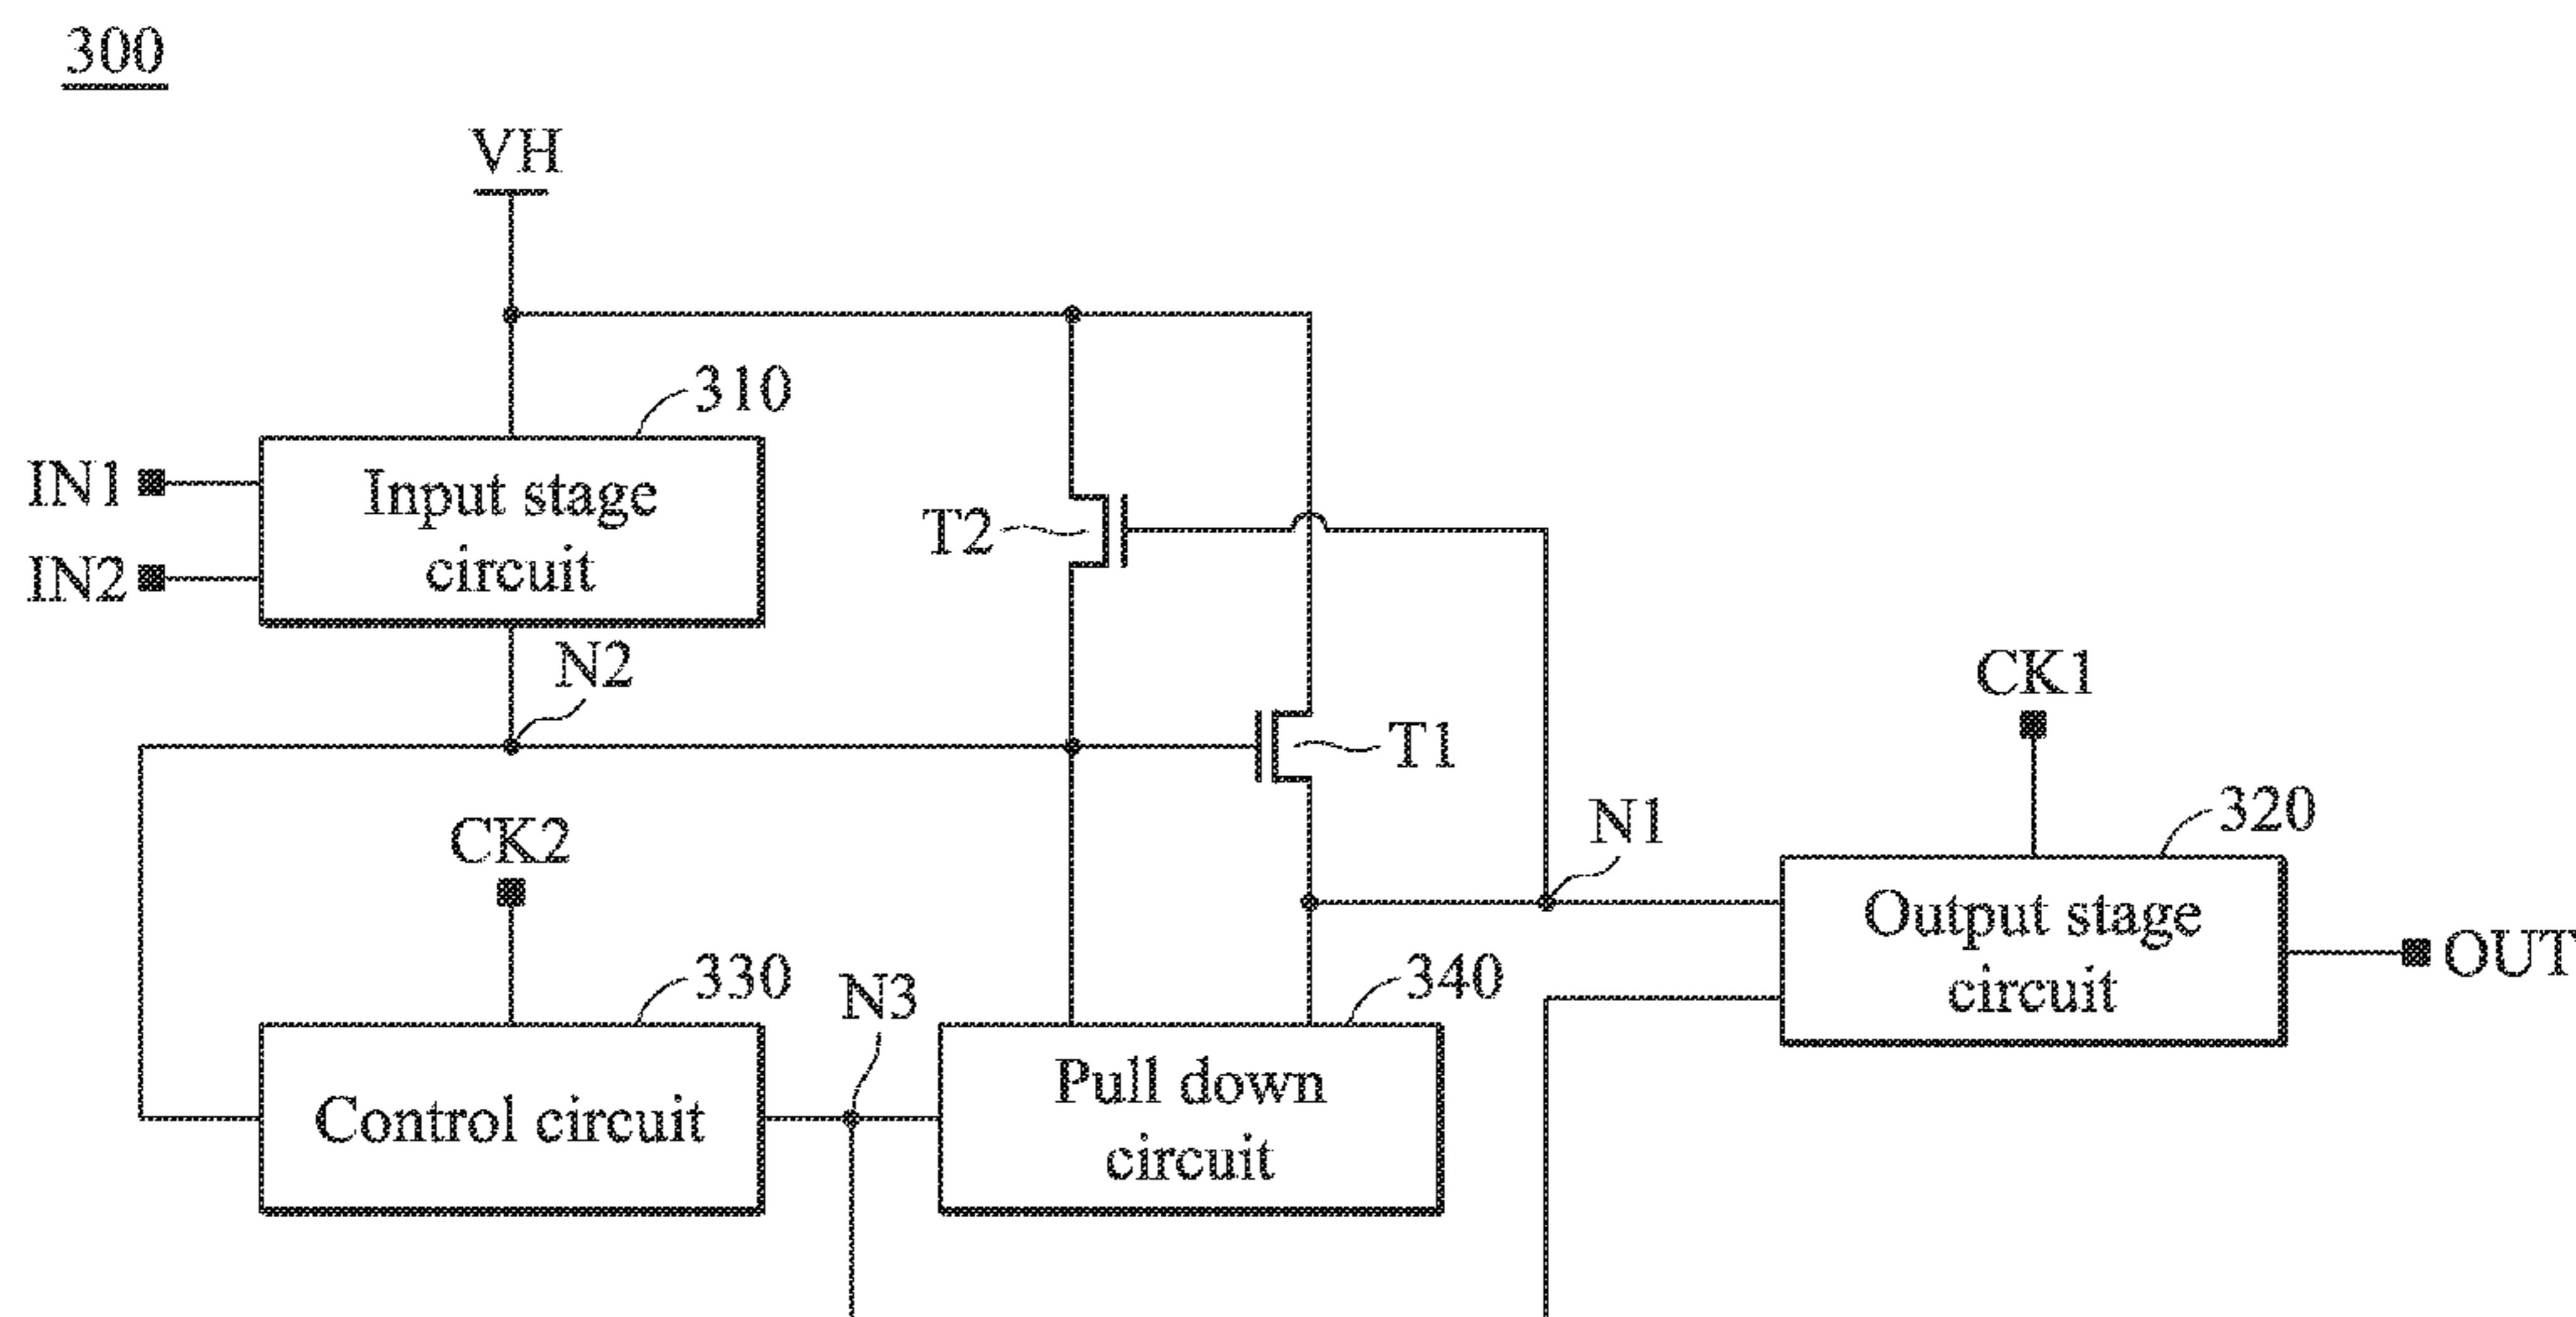 300
VH
310
IN1
Input stage
circuit
IN2
T2
N2
T1
CK1
CK2
N1
320
Output stage
circuit
OUT
330
N3
340
Control circuit
Pull down
circuit